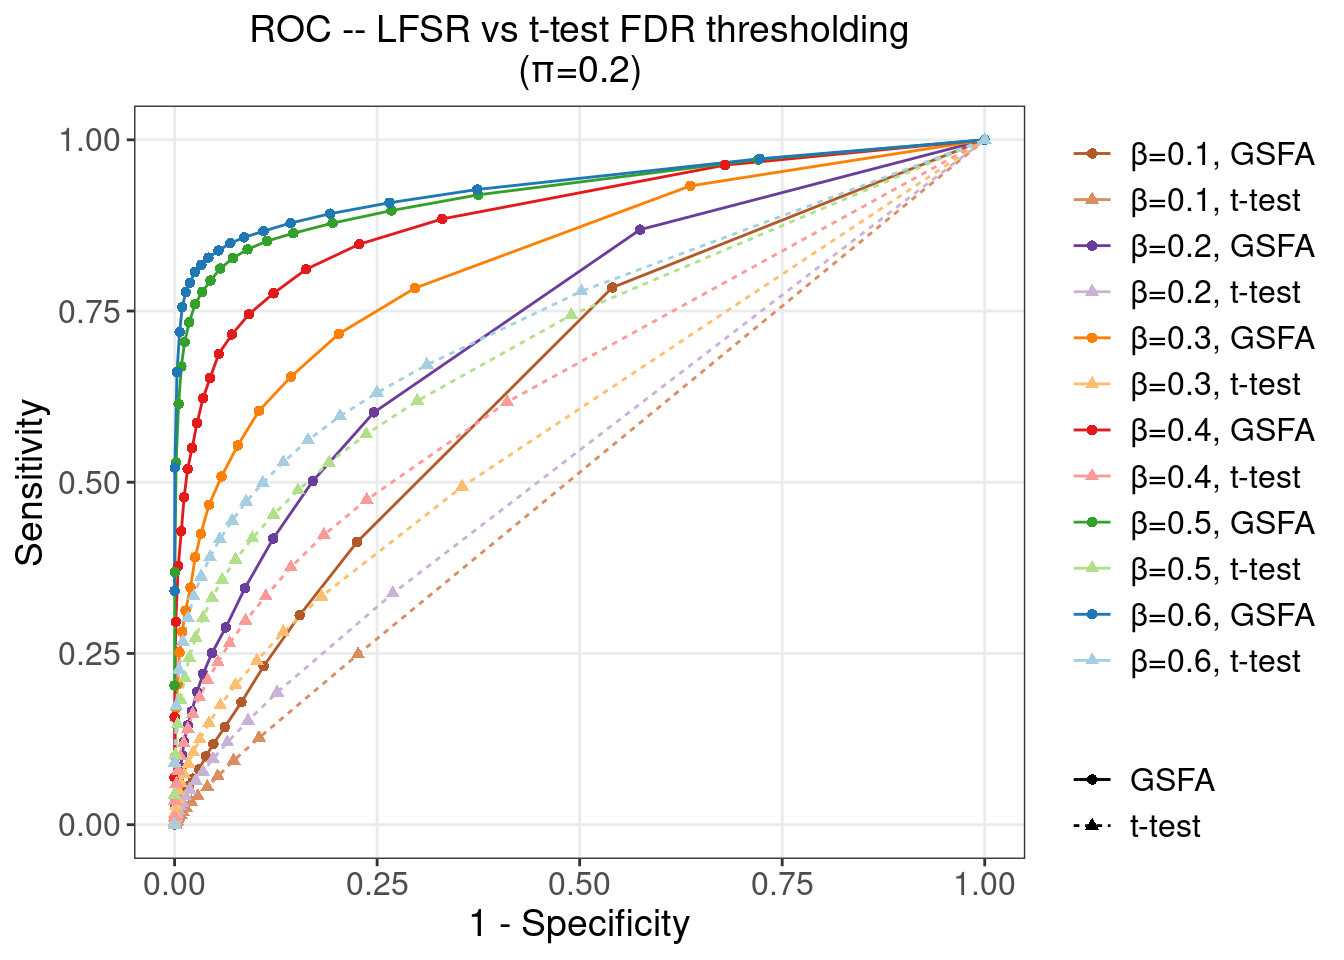 ROC -- LFSR vs t-test FDR thresholding
(π=0.2)
1.00
0.75
0.50
0.25
0.00
Sensitivity
0.00 0.25 0.50 0.75 1.00
1 - Specificity
β=0.1, GSFA
β=0.1, t-test
β=0.2, GSFA
β=0.2, t-test
β=0.3, GSFA
β=0.3, t-test
β=0.4, GSFA
β=0.4, t-test
β=0.5, GSFA
β=0.5, t-test
β=0.6, GSFA
β=0.6, t-test
GSFA
t-test